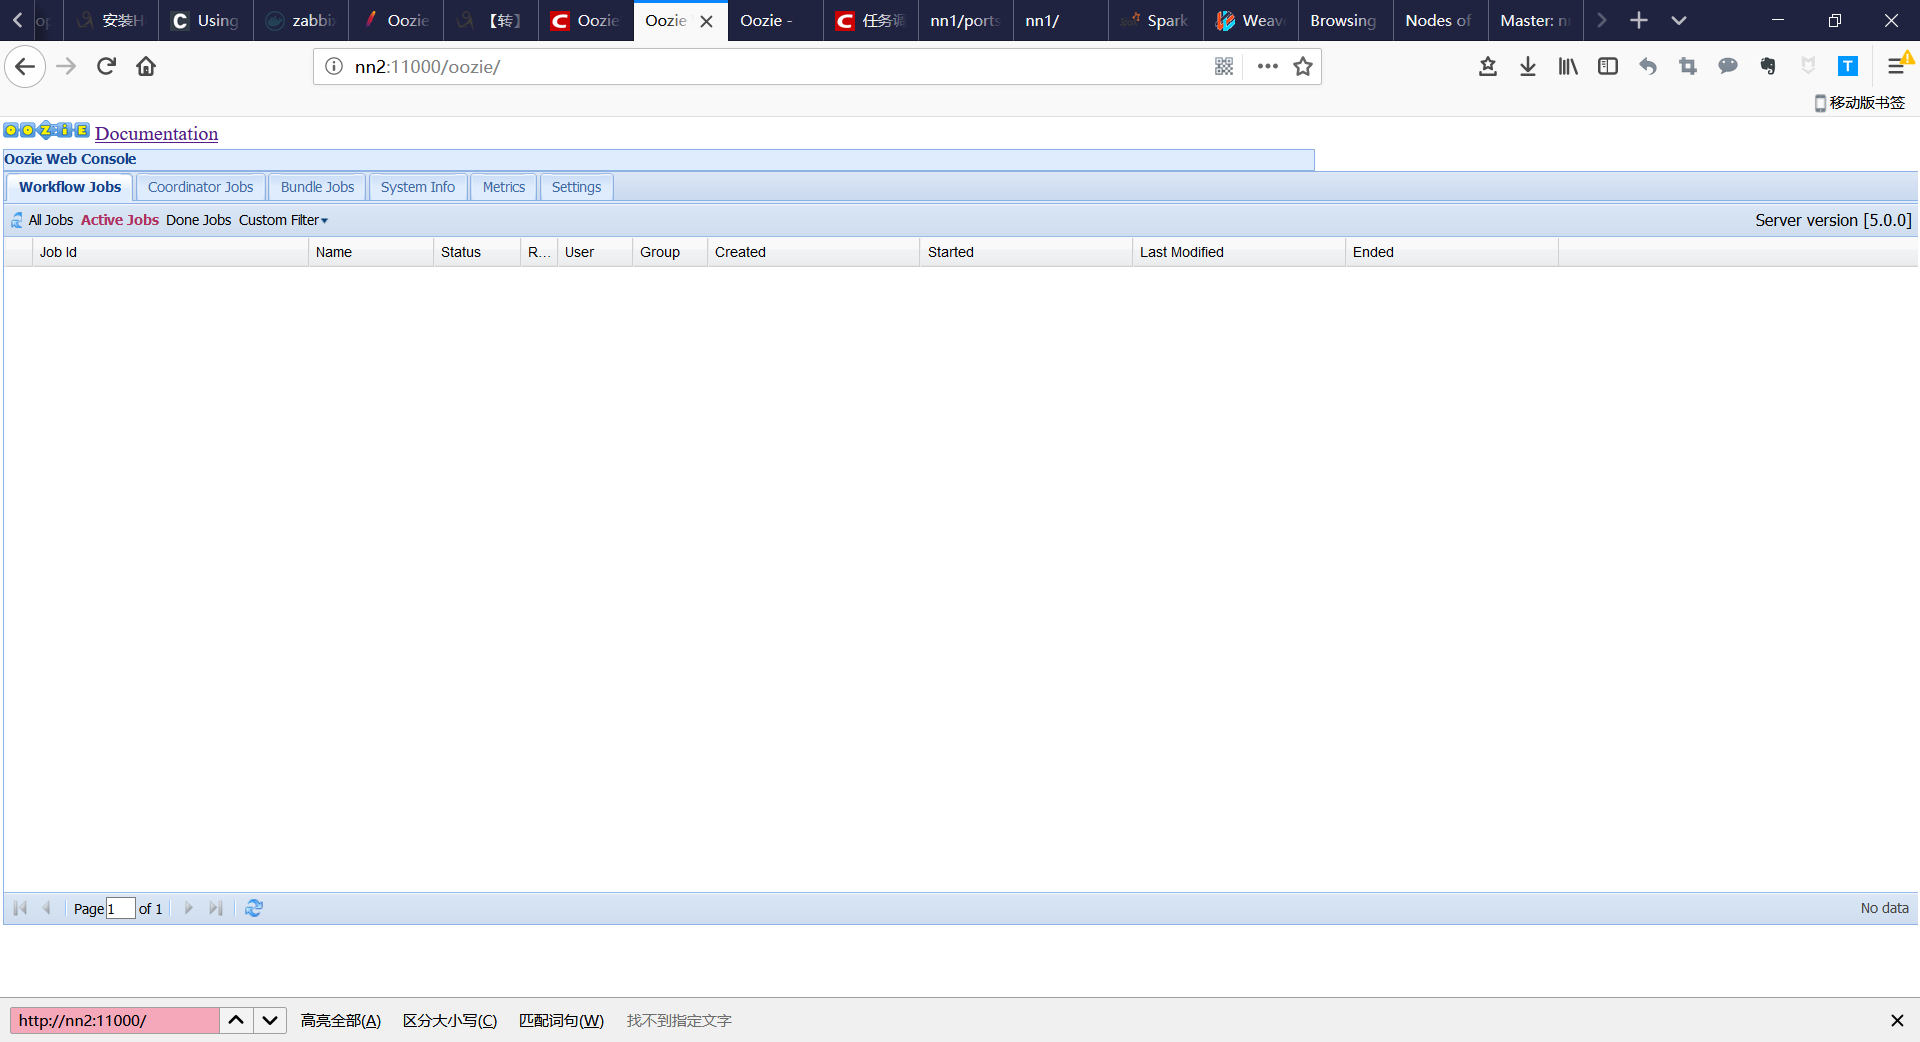 安装H Using zabbi Oozie 【转】 Oozie Oozie Oozie - 任务调 nn1/ports nn1/ Spark Weav Browsing Nodes of Master: n
nn2:11000/oozie/
移动版书签
OOZIE Documentation
Oozie Web Console
Workflow Jobs Coordinator Jobs Bundle Jobs System Info Metrics Settings
All Jobs Active Jobs Done Jobs Custom Filter Server version [5.0.0]
Job Id Name Status R... User Group Created Started Last Modified Ended
Page 1 of 1 No data
http://nn2:11000/ 高亮全部(A) 区分大小写(C) 匹配词句(W) 找不到指定文字